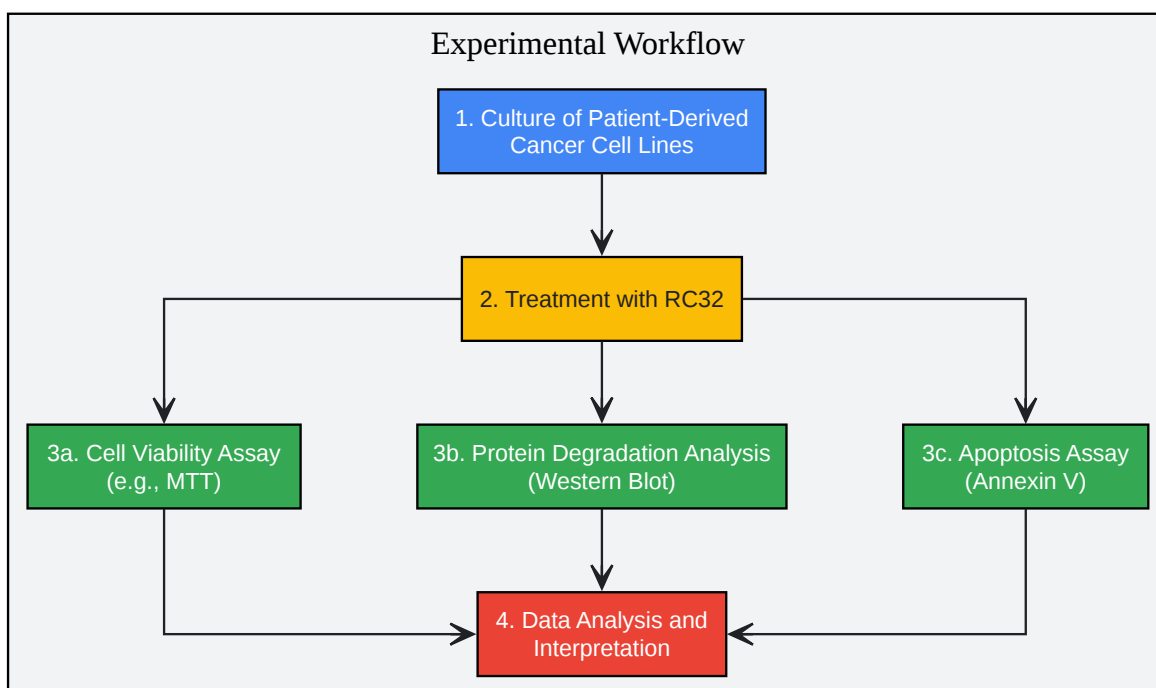 Experimental Workflow
1. Culture of Patient-Derived
Cancer Cell Lines
2. Treatment with RC32
3a. Cell Viability Assay
(e.g., MTT)
3b. Protein Degradation Analysis
(Western Blot)
3c. Apoptosis Assay
(Annexin V)
4. Data Analysis and
Interpretation